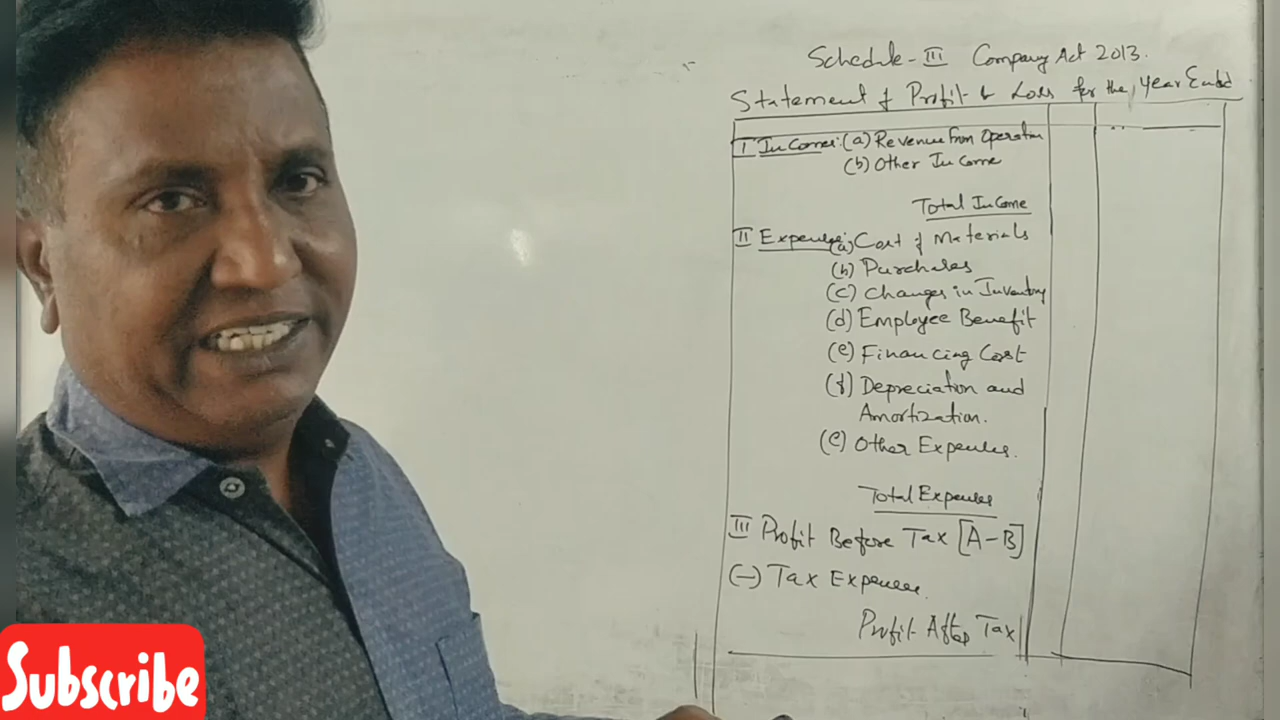 Schedule-III Company Act 2013.
Statement of Profit & Loss for the Year Ended
I Incomes: (a) Revenue from Operation
(b) Other Income
Total Income
II Expenses: (a) Cost of Materials
(b) Purchases
(c) Changes in Inventory
(d) Employee Benefit
(e) Financing Cost
(f) Depreciation and
Amortization.
(e) Other Expenses.
Total Expenses
III Profit Before Tax [A-B]
(-) Tax Expenses.
Profit After Tax
Subscribe